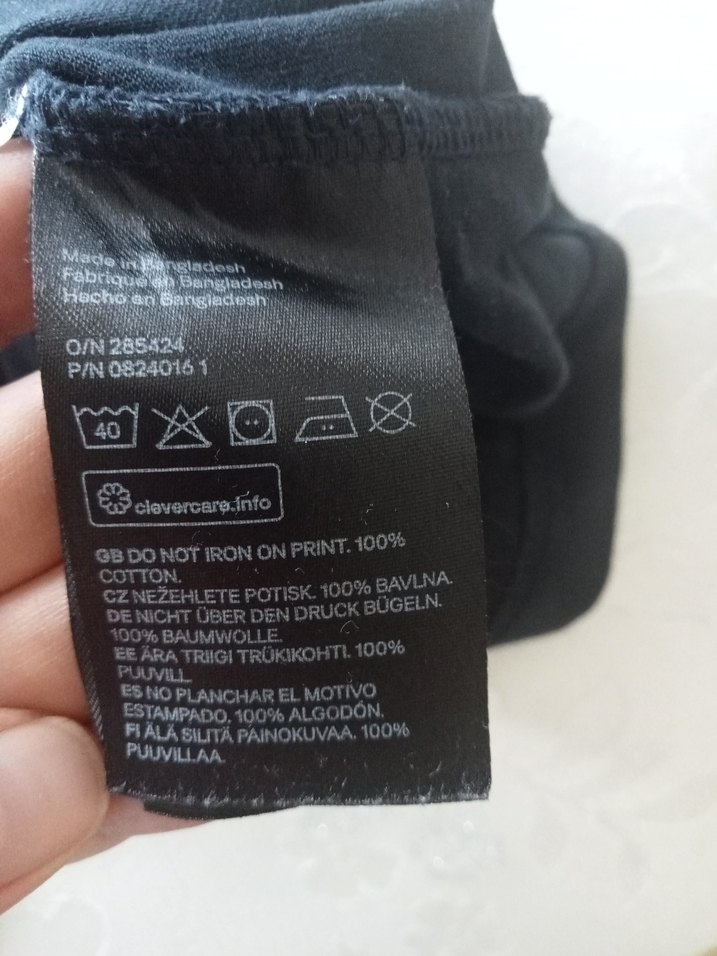 Made in Bangladesh
Fabriqué en Bangladesh
Hecho en Bangladesh
O/N 285424
P/N 0824016 1
40
clevercare.info
GB DO NOT IRON ON PRINT. 100%
COTTON.
CZ NEŽEHLETE POTISK. 100% BAVLNA.
DE NICHT ÜBER DEN DRUCK BÜGELN.
100% BAUMWOLLE.
EE ÄRA TRIIGI TRÜKIKOHTI. 100%
PUUVILL.
ES NO PLANCHAR EL MOTIVO
ESTAMPADO. 100% ALGODÓN.
FI ÄLÄ SILITÄ PAINOKUVAA. 100%
PUUVILLAA.